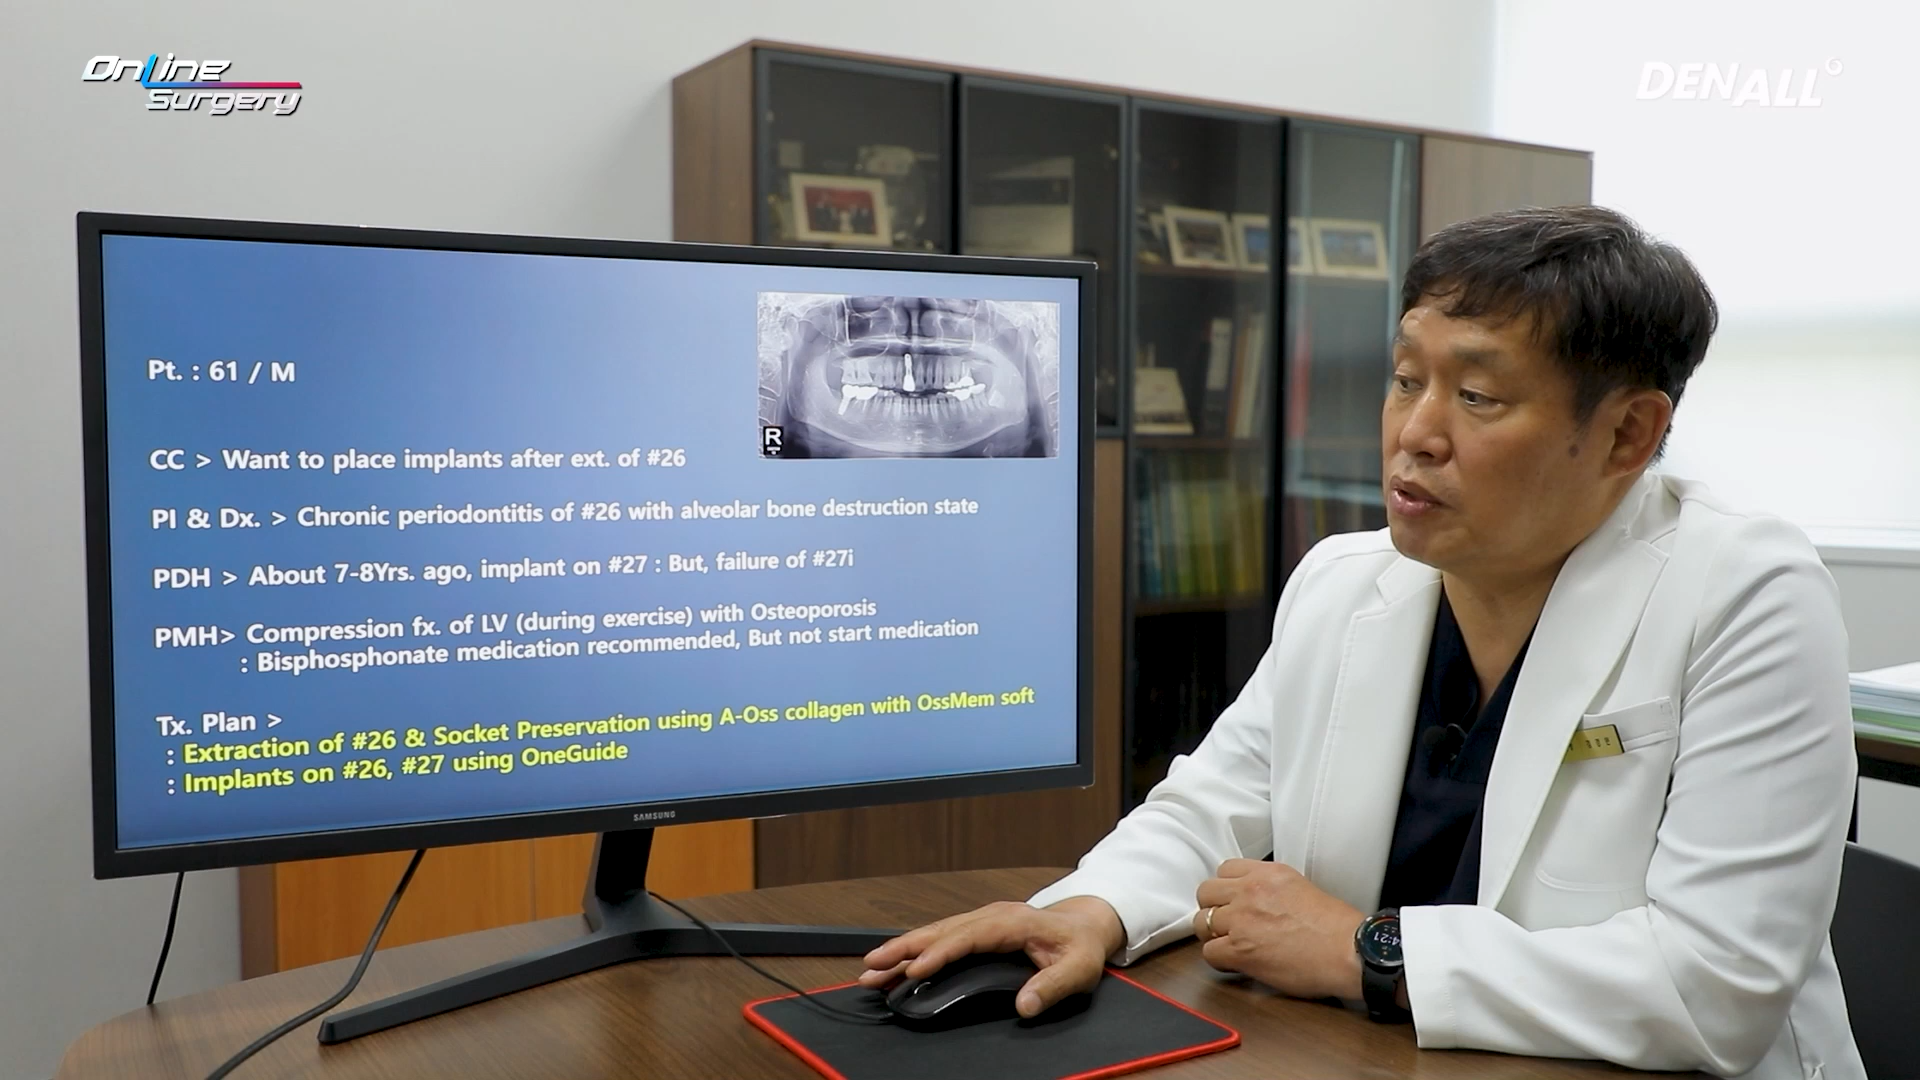 OnLine
Surgery
DENALL
Pt. : 61 / M
R
CC > Want to place implants after ext. of #26
PI & Dx. > Chronic periodontitis of #26 with alveolar bone destruction state
PDH > About 7-8Yrs. ago, implant on #27 : But, failure of #27i
PMH> Compression fx. of LV (during exercise) with Osteoporosis
: Bisphosphonate medication recommended, But not start medication
Tx. Plan >
: Extraction of #26 & Socket Preservation using A-Oss collagen with OssMem soft
: Implants on #26, #27 using OneGuide
SAMSUNG